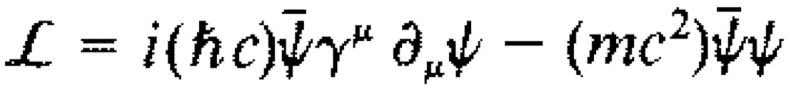 ℒ = i(ħc)ψ̄γ^μ ∂_μψ − (mc²)ψ̄ψ